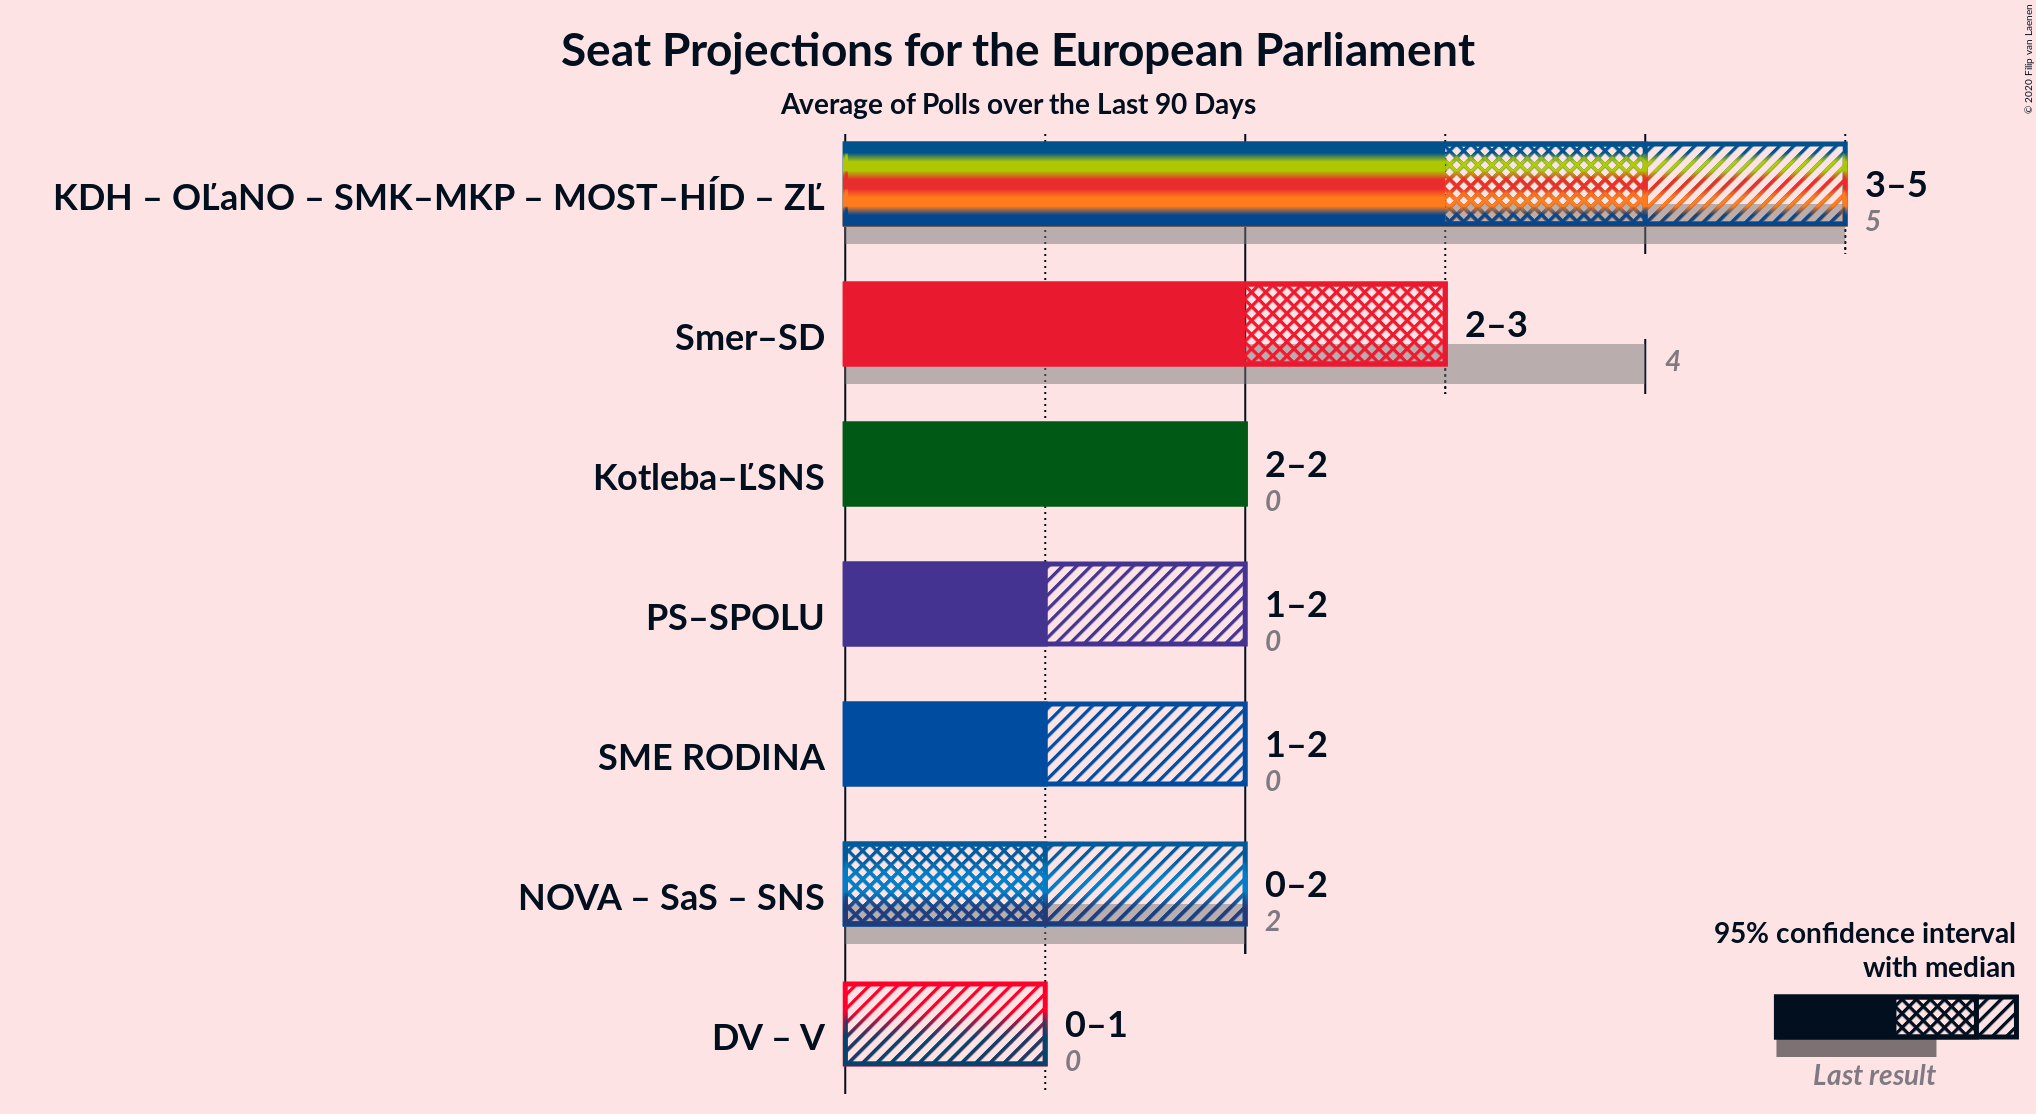 Seat Projections for the European Parliament
Average of Polls over the Last 90 Days
© 2020 Filip van Laenen
KDH – OĽaNO – SMK–MKP – MOST–HÍD – ZĽ
3–5
5
Smer–SD
2–3
4
Kotleba–ĽSNS
2–2
0
PS–SPOLU
1–2
0
SME RODINA
1–2
0
NOVA – SaS – SNS
0–2
2
DV – V
0–1
0
95% confidence interval
with median
Last result